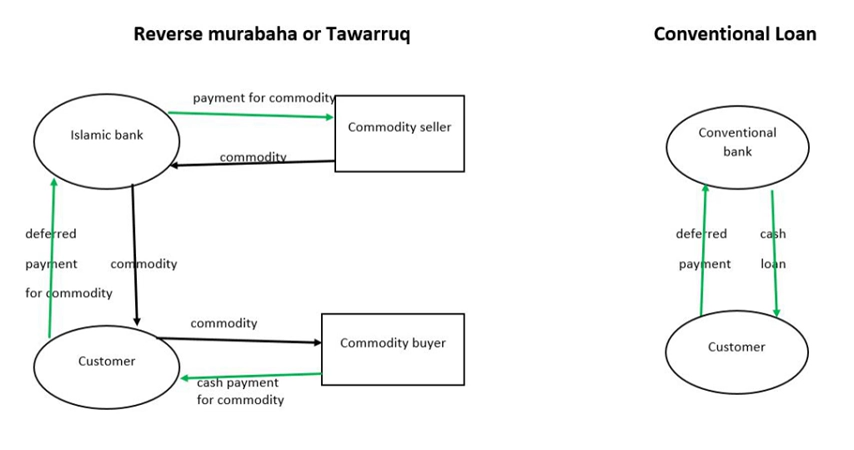 Reverse murabaha or Tawarruq
Conventional Loan
payment for commodity
Islamic bank
Commodity seller
commodity
Conventional
bank
deferred
payment
for commodity
commodity
deferred
payment
cash
loan
commodity
Customer
Commodity buyer
cash payment
for commodity
Customer